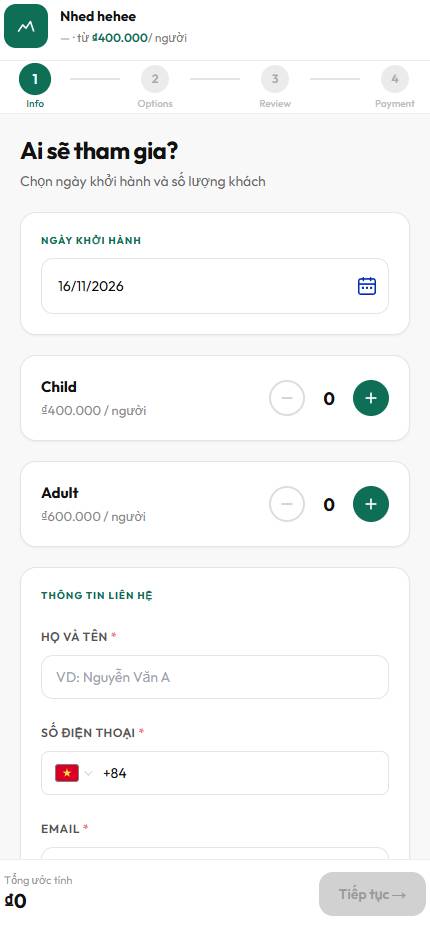 Nhed hehee
— · từ ₫400.000/ người
1
2
3
4
Info
Options
Review
Payment
Ai sẽ tham gia?
Chọn ngày khởi hành và số lượng khách
NGÀY KHỞI HÀNH
16/11/2026
Child
₫400.000 / người
0
Adult
₫600.000 / người
0
THÔNG TIN LIÊN HỆ
HỌ VÀ TÊN *
VD: Nguyễn Văn A
SỐ ĐIỆN THOẠI *
+84
EMAIL *
Tổng ước tính
₫0
Tiếp tục →